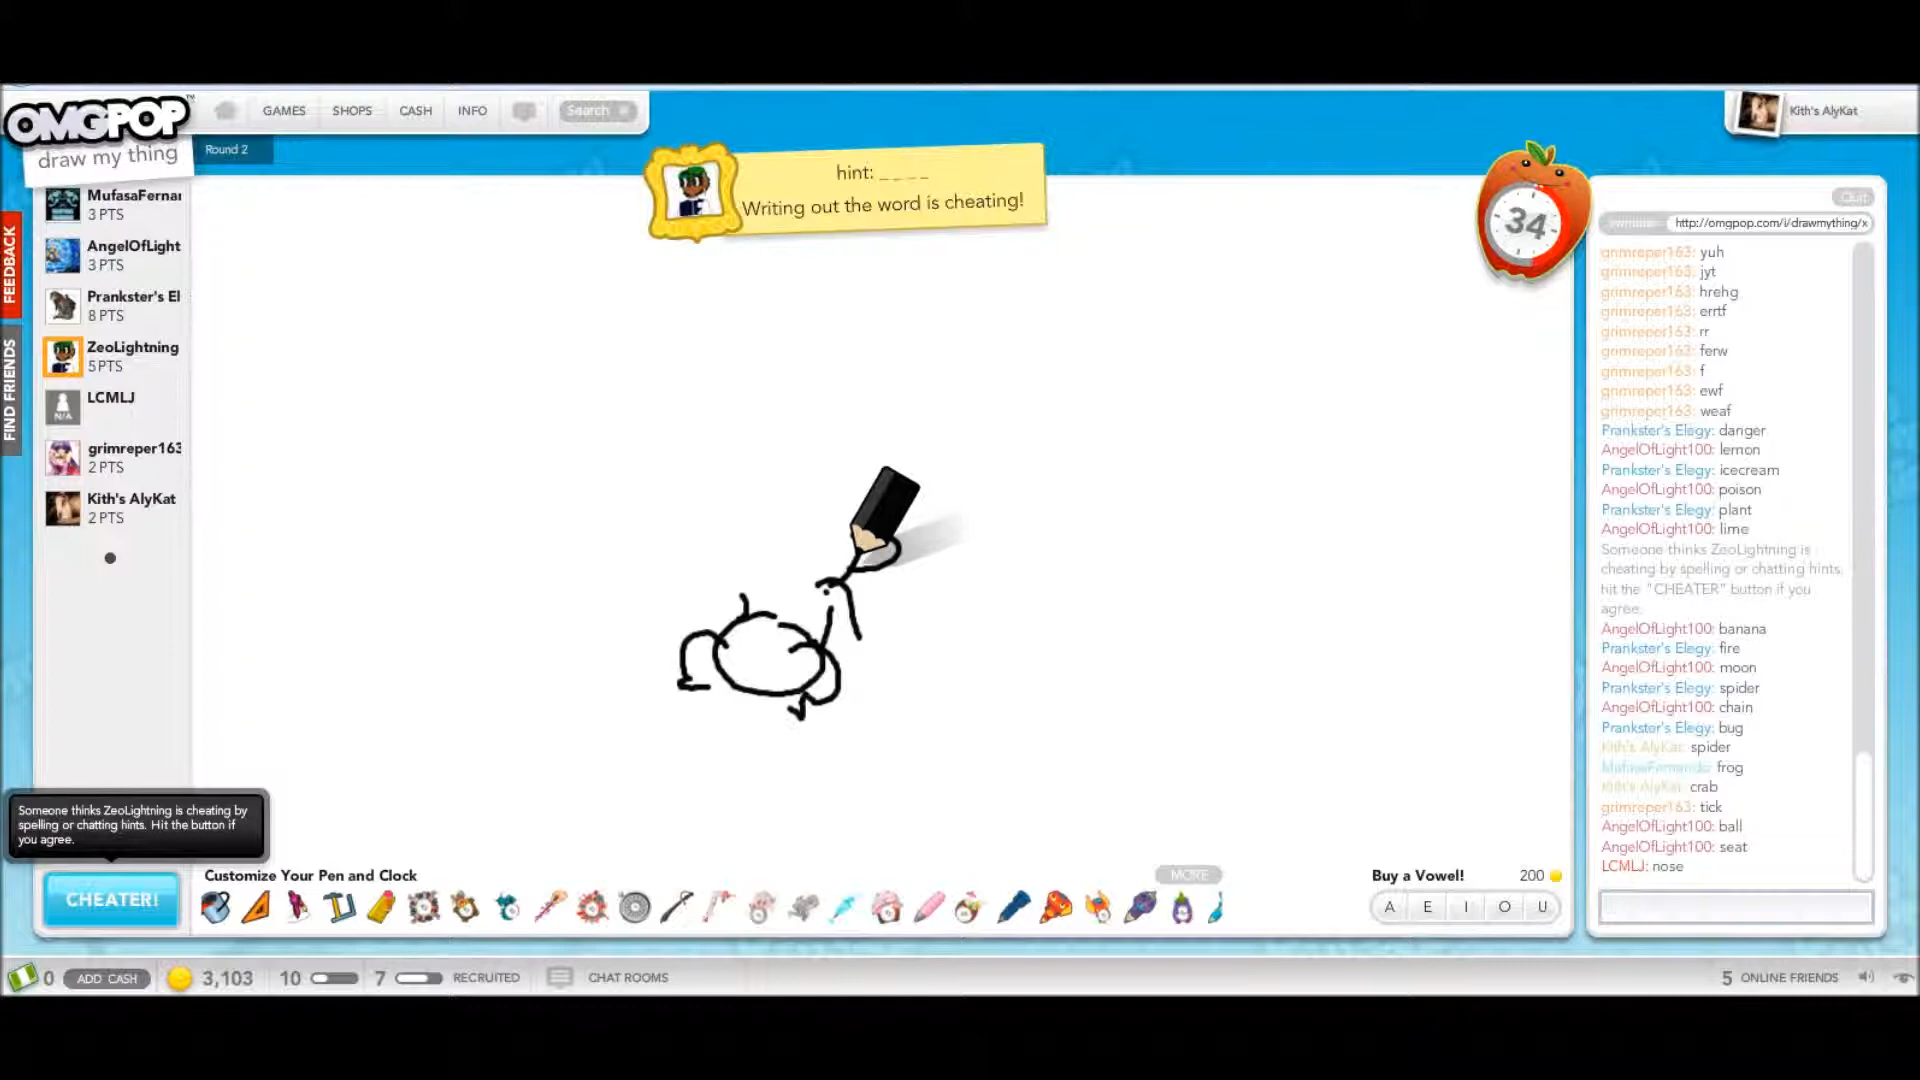 OMGPOP
TM
draw my thing
GAMES
SHOPS
CASH
INFO
Search
Kith's AlyKat
Round 2
FEEDBACK
FIND FRIENDS
MufasaFernar
3 PTS
AngelOfLight
3 PTS
Prankster's El
8 PTS
ZeoLightning
5 PTS
LCMLJ
N/A
grimreper163
2 PTS
Kith's AlyKat
2 PTS
hint: _ _ _ _
Writing out the word is cheating!
34
Quit
http://omgpop.com/i/drawmything/x
grimreper163: yuh
grimreper163: jyt
grimreper163: hrehg
grimreper163: errtf
grimreper163: rr
grimreper163: ferw
grimreper163: f
grimreper163: ewf
grimreper163: weaf
Prankster's Elegy: danger
AngelOfLight100: lemon
Prankster's Elegy: icecream
AngelOfLight100: poison
Prankster's Elegy: plant
AngelOfLight100: lime
Someone thinks ZeoLightning is
cheating by spelling or chatting hints.
hit the "CHEATER" button if you
agree.
AngelOfLight100: banana
Prankster's Elegy: fire
AngelOfLight100: moon
Prankster's Elegy: spider
AngelOfLight100: chain
Prankster's Elegy: bug
Kith's AlyKat: spider
MufasaFernando: frog
Kith's AlyKat: crab
grimreper163: tick
AngelOfLight100: ball
AngelOfLight100: seat
LCMLJ: nose
Someone thinks ZeoLightning is cheating by
spelling or chatting hints. Hit the button if
you agree.
CHEATER!
Customize Your Pen and Clock
MORE
Buy a Vowel!
200
A E I O U
0
ADD CASH
3,103
10
7
RECRUITED
CHAT ROOMS
5 ONLINE FRIENDS